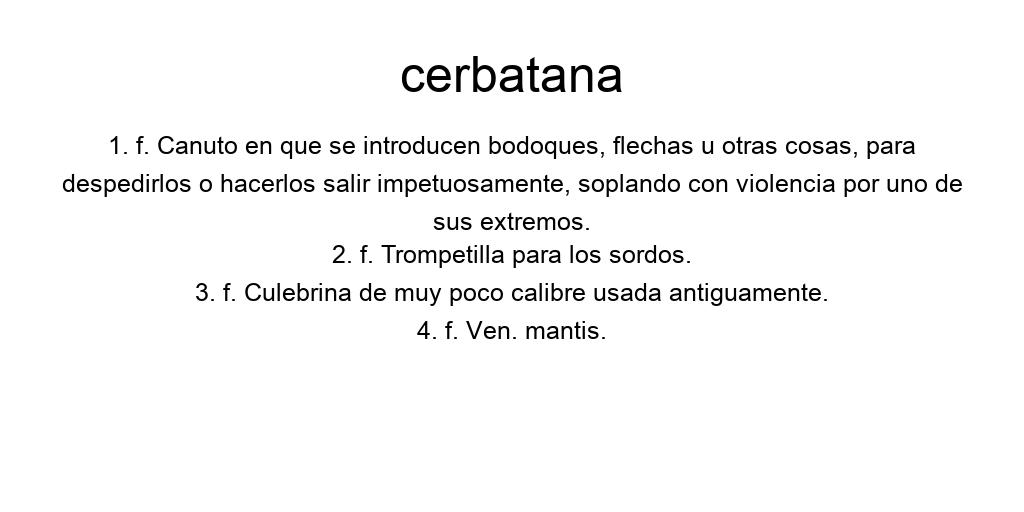 cerbatana
1. f. Canuto en que se introducen bodoques, flechas u otras cosas, para
despedirlos o hacerlos salir impetuosamente, soplando con violencia por uno de
sus extremos.
2. f. Trompetilla para los sordos.
3. f. Culebrina de muy poco calibre usada antiguamente.
4. f. Ven. mantis.